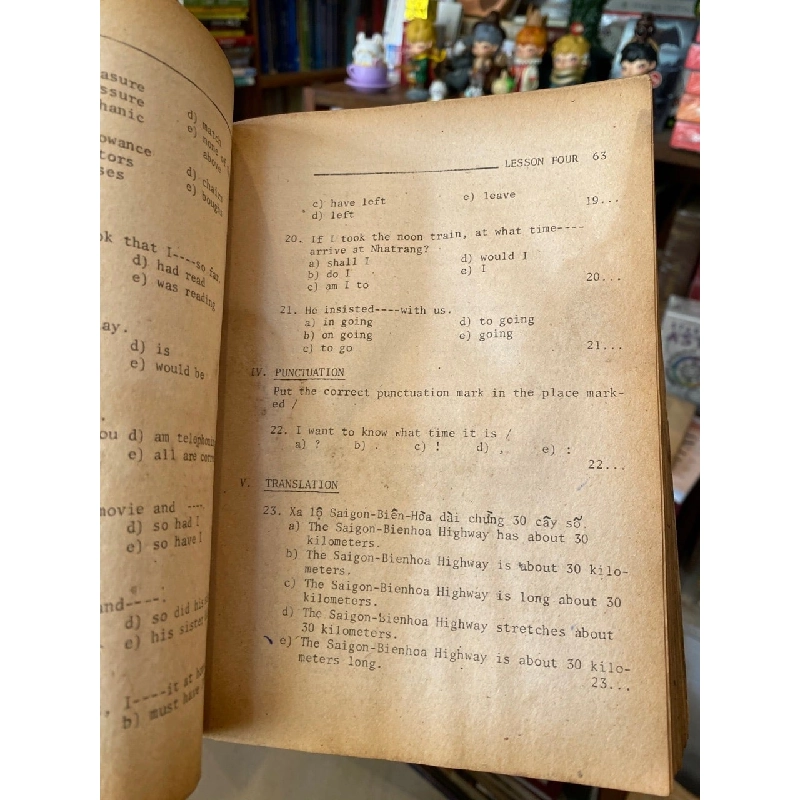 asure
ssure
hanic
d) match
e) none of
above
owance
tors
ses
d) chairs
e) bought
ok that I----so far.
d) had read
e) was reading
ay.
d) is
e) would be
ou d) am telephoning
e) all are corr
movie and ----.
d) so had I
e) so have I
and----.
d) so did his
e) his sister
, I----it at
b) must have
LESSON FOUR 63
c) have left
e) leave
d) left
19...
20. If I took the noon train, at what time----
arrive at Nhatrang?
a) shall I
d) would I
b) do I
e) I
c) am I to
20...
21. He insisted----with us.
a) in going
d) to going
b) on going
e) going
c) to go
21...
IV. PUNCTUATION
Put the correct punctuation mark in the place mark-
ed /
22. I want to know what time it is /
a) ? b) . c) ! d) , e) :
22...
V. TRANSLATION
23. Xa lộ Saigon-Biên-Hòa dài chừng 30 cây số.
a) The Saigon-Bienhoa Highway has about 30
kilometers.
b) The Saigon-Bienhoa Highway is about 30 kilo-
meters.
c) The Saigon-Bienhoa Highway is long about 30
kilometers.
d) The Saigon-Bienhoa Highway stretches about
30 kilometers.
e) The Saigon-Bienhoa Highway is about 30 kilo-
meters long.
23...